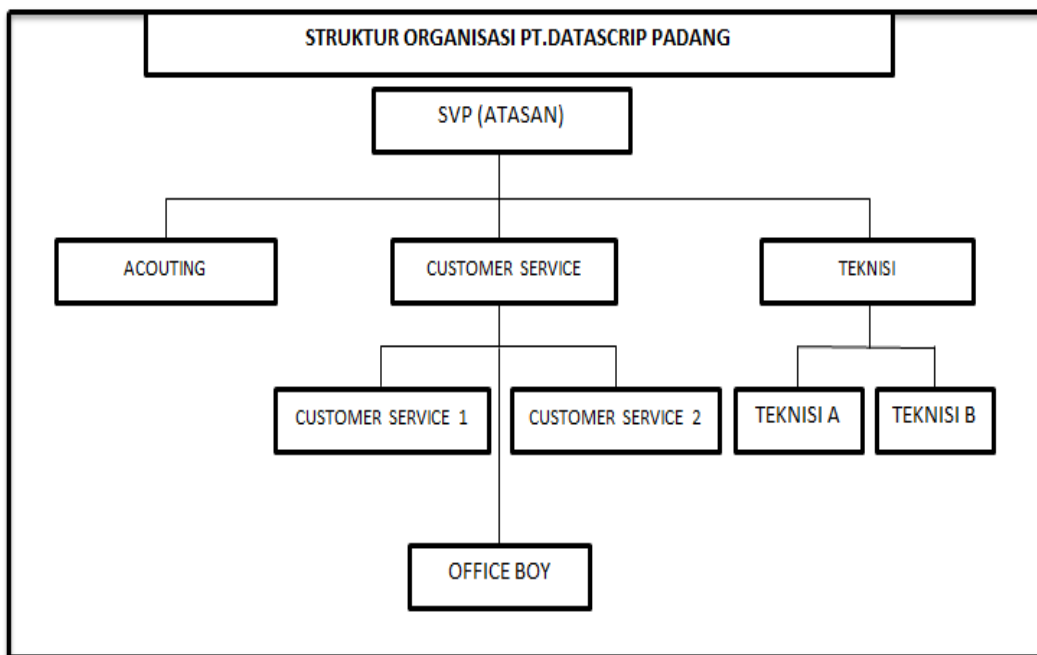 STRUKTUR ORGANISASI PT.DATASCRIP PADANG
SVP (ATASAN)
ACOUTING
CUSTOMER SERVICE
TEKNISI
CUSTOMER SERVICE 1
CUSTOMER SERVICE 2
TEKNISI A
TEKNISI B
OFFICE BOY